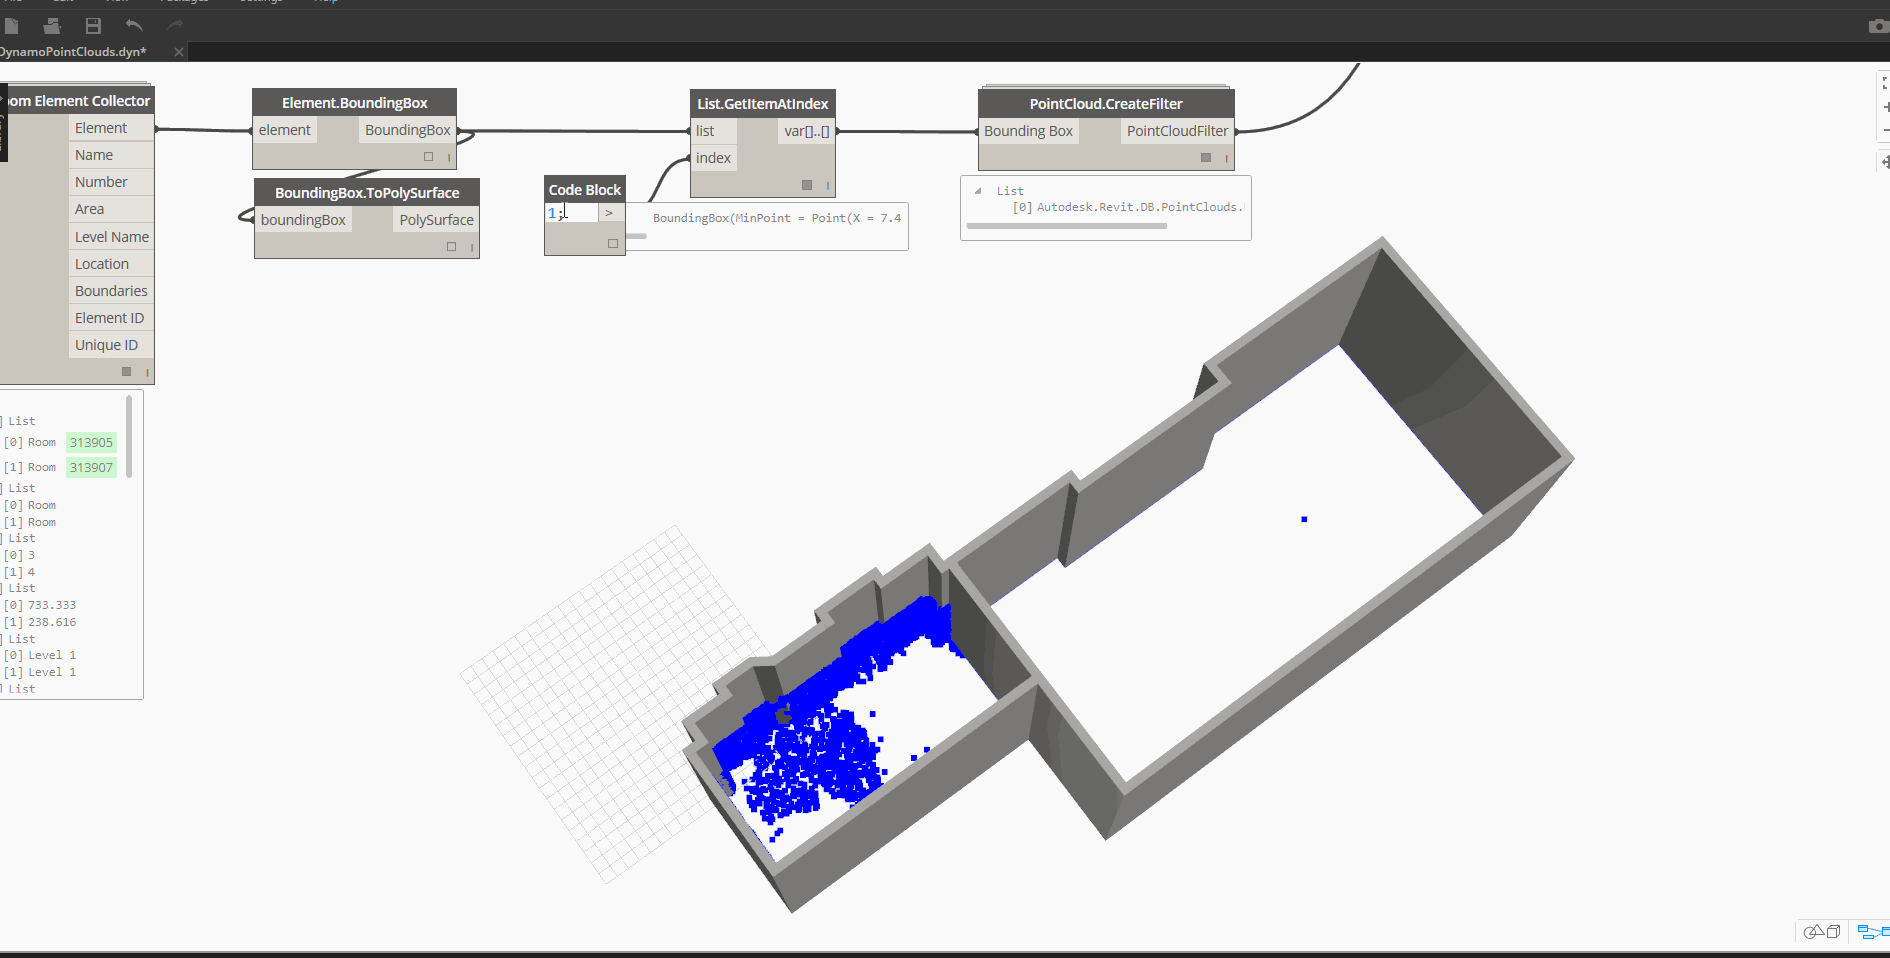 DynamoPointClouds.dyn*
oom Element Collector
Element
Name
Number
Area
Level Name
Location
Boundaries
Element ID
Unique ID
List
[0] Room 313905
[1] Room 313907
List
[0] Room
[1] Room
List
[0] 3
[1] 4
List
[0] 733.333
[1] 238.616
List
[0] Level 1
[1] Level 1
List
Element.BoundingBox
element BoundingBox
BoundingBox.ToPolySurface
boundingBox PolySurface
Code Block
1; >
List.GetItemAtIndex
list var[]..[]
index
BoundingBox(MinPoint = Point(X = 7.4
PointCloud.CreateFilter
Bounding Box PointCloudFilter
List
[0] Autodesk.Revit.DB.PointClouds.